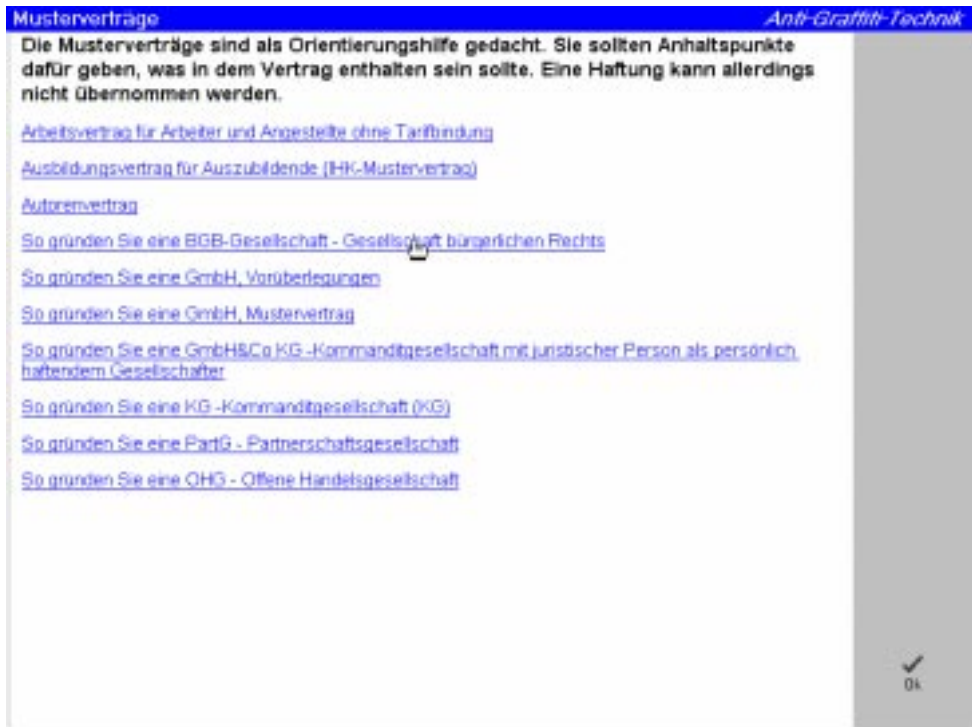 Musterverträge
Anti-Graffiti-Technik
Die Musterverträge sind als Orientierungshilfe gedacht. Sie sollten Anhaltspunkte
dafür geben, was in dem Vertrag enthalten sein sollte. Eine Haftung kann allerdings
nicht übernommen werden.
Arbeitsvertrag für Arbeiter und Angestellte ohne Tarifbindung
Ausbildungsvertrag für Auszubildende (IHK-Mustervertrag)
Autorenvertrag
So gründen Sie eine BGB-Gesellschaft - Gesellschaft bürgerlichen Rechts
So gründen Sie eine GmbH, Vorüberlegungen
So gründen Sie eine GmbH, Mustervertrag
So gründen Sie eine GmbH&Co KG -Kommanditgesellschaft mit juristischer Person als persönlich
haftendem Gesellschafter
So gründen Sie eine KG -Kommanditgesellschaft (KG)
So gründen Sie eine PartG - Partnerschaftsgesellschaft
So gründen Sie eine OHG - Offene Handelsgesellschaft
Ok